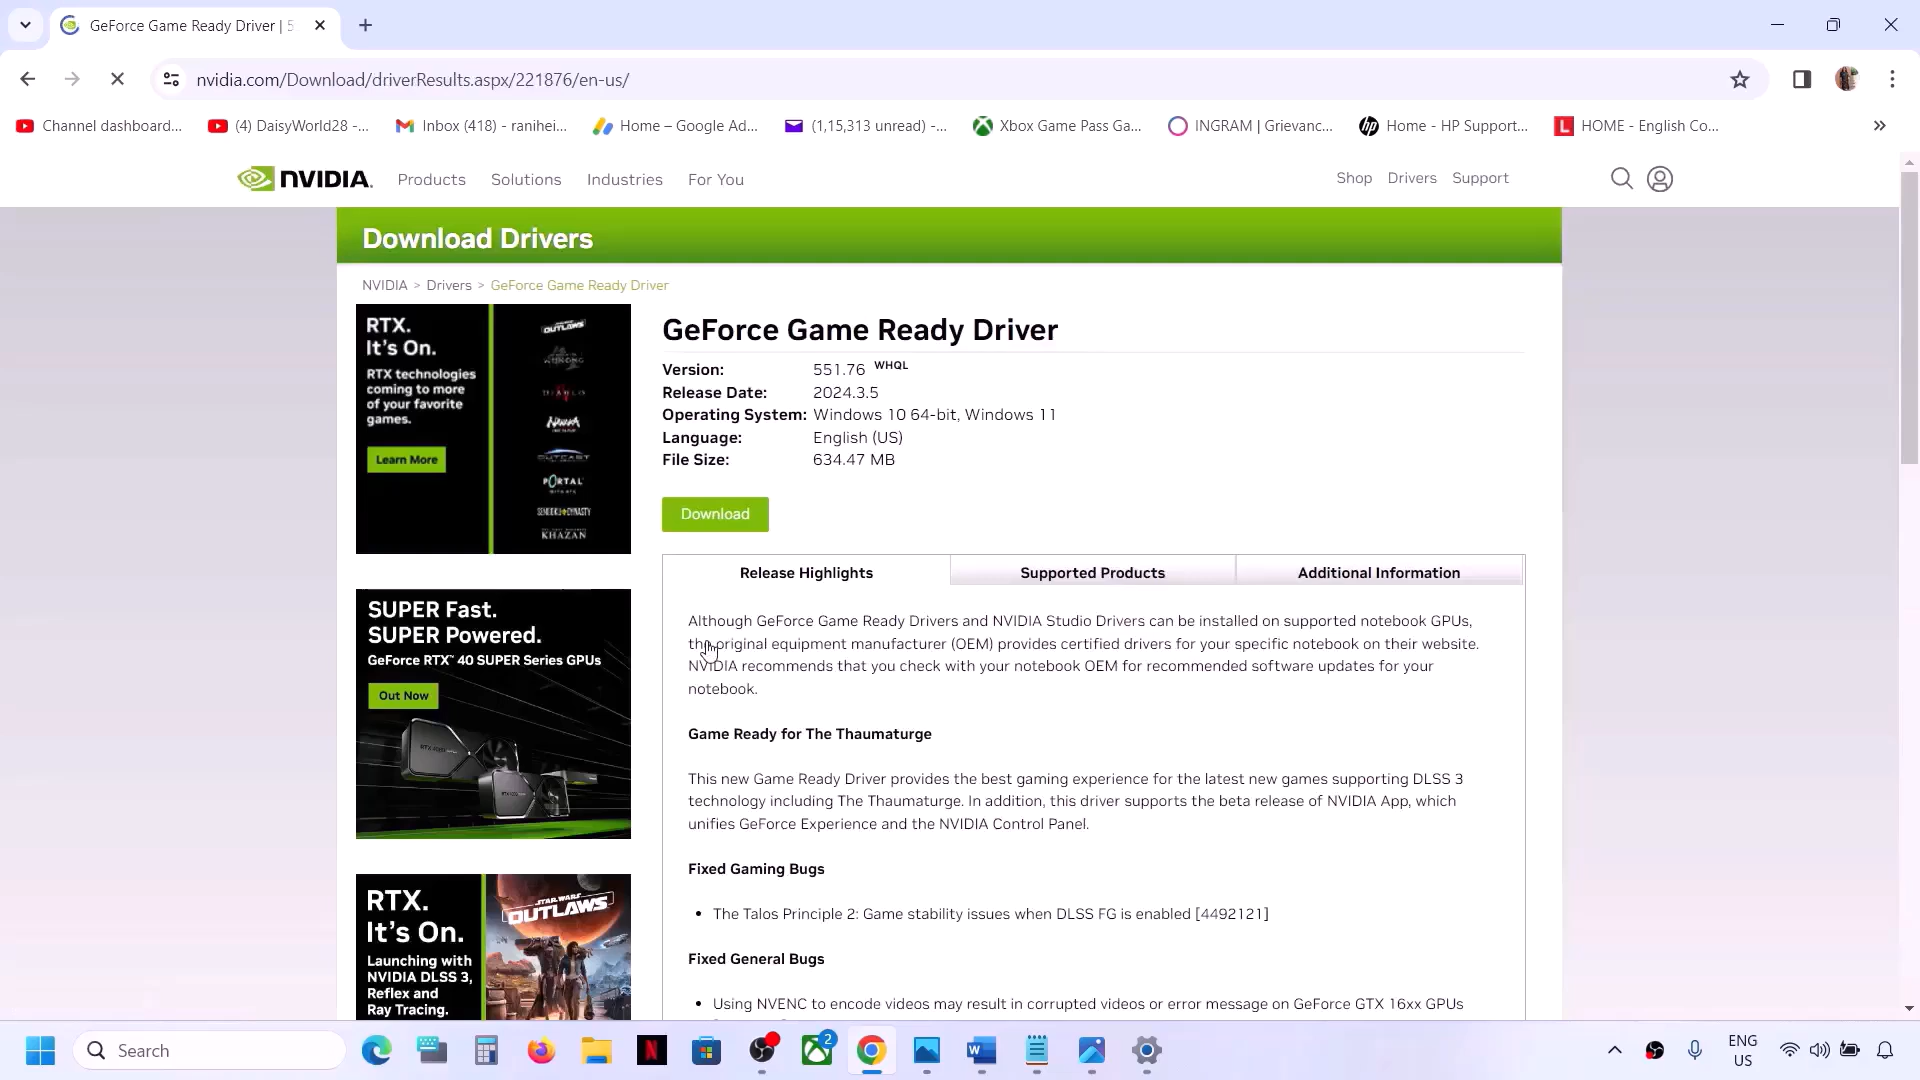 GeForce Game Ready Driver | 5
nvidia.com/Download/driverResults.aspx/221876/en-us/
Channel dashboard...
(4) DaisyWorld28 -...
Inbox (418) - ranihei...
Home – Google Ad...
(1,15,313 unread) -...
Xbox Game Pass Ga...
INGRAM | Grievanc...
Home - HP Support...
HOME - English Co...
NVIDIA.
Products
Solutions
Industries
For You
Shop
Drivers
Support
Download Drivers
NVIDIA > Drivers > GeForce Game Ready Driver
RTX.
It's On.
RTX technologies
coming to more
of your favorite
games.
Learn More
OUTLAWS
DIABLO
NARAKA
OUTCAST
PORTAL
KHAZAN
SUPER Fast.
SUPER Powered.
GeForce RTX™ 40 SUPER Series GPUs
Out Now
RTX.
It's On.
Launching with
NVIDIA DLSS 3,
Reflex and
Ray Tracing.
STAR WARS
OUTLAWS
GeForce Game Ready Driver
Version: 551.76 WHQL
Release Date: 2024.3.5
Operating System: Windows 10 64-bit, Windows 11
Language: English (US)
File Size: 634.47 MB
Download
Release Highlights
Supported Products
Additional Information
Although GeForce Game Ready Drivers and NVIDIA Studio Drivers can be installed on supported notebook GPUs,
the original equipment manufacturer (OEM) provides certified drivers for your specific notebook on their website.
NVIDIA recommends that you check with your notebook OEM for recommended software updates for your
notebook.
Game Ready for The Thaumaturge
This new Game Ready Driver provides the best gaming experience for the latest new games supporting DLSS 3
technology including The Thaumaturge. In addition, this driver supports the beta release of NVIDIA App, which
unifies GeForce Experience and the NVIDIA Control Panel.
Fixed Gaming Bugs
• The Talos Principle 2: Game stability issues when DLSS FG is enabled [4492121]
Fixed General Bugs
• Using NVENC to encode videos may result in corrupted videos or error message on GeForce GTX 16xx GPUs
Search
2
ENG
US